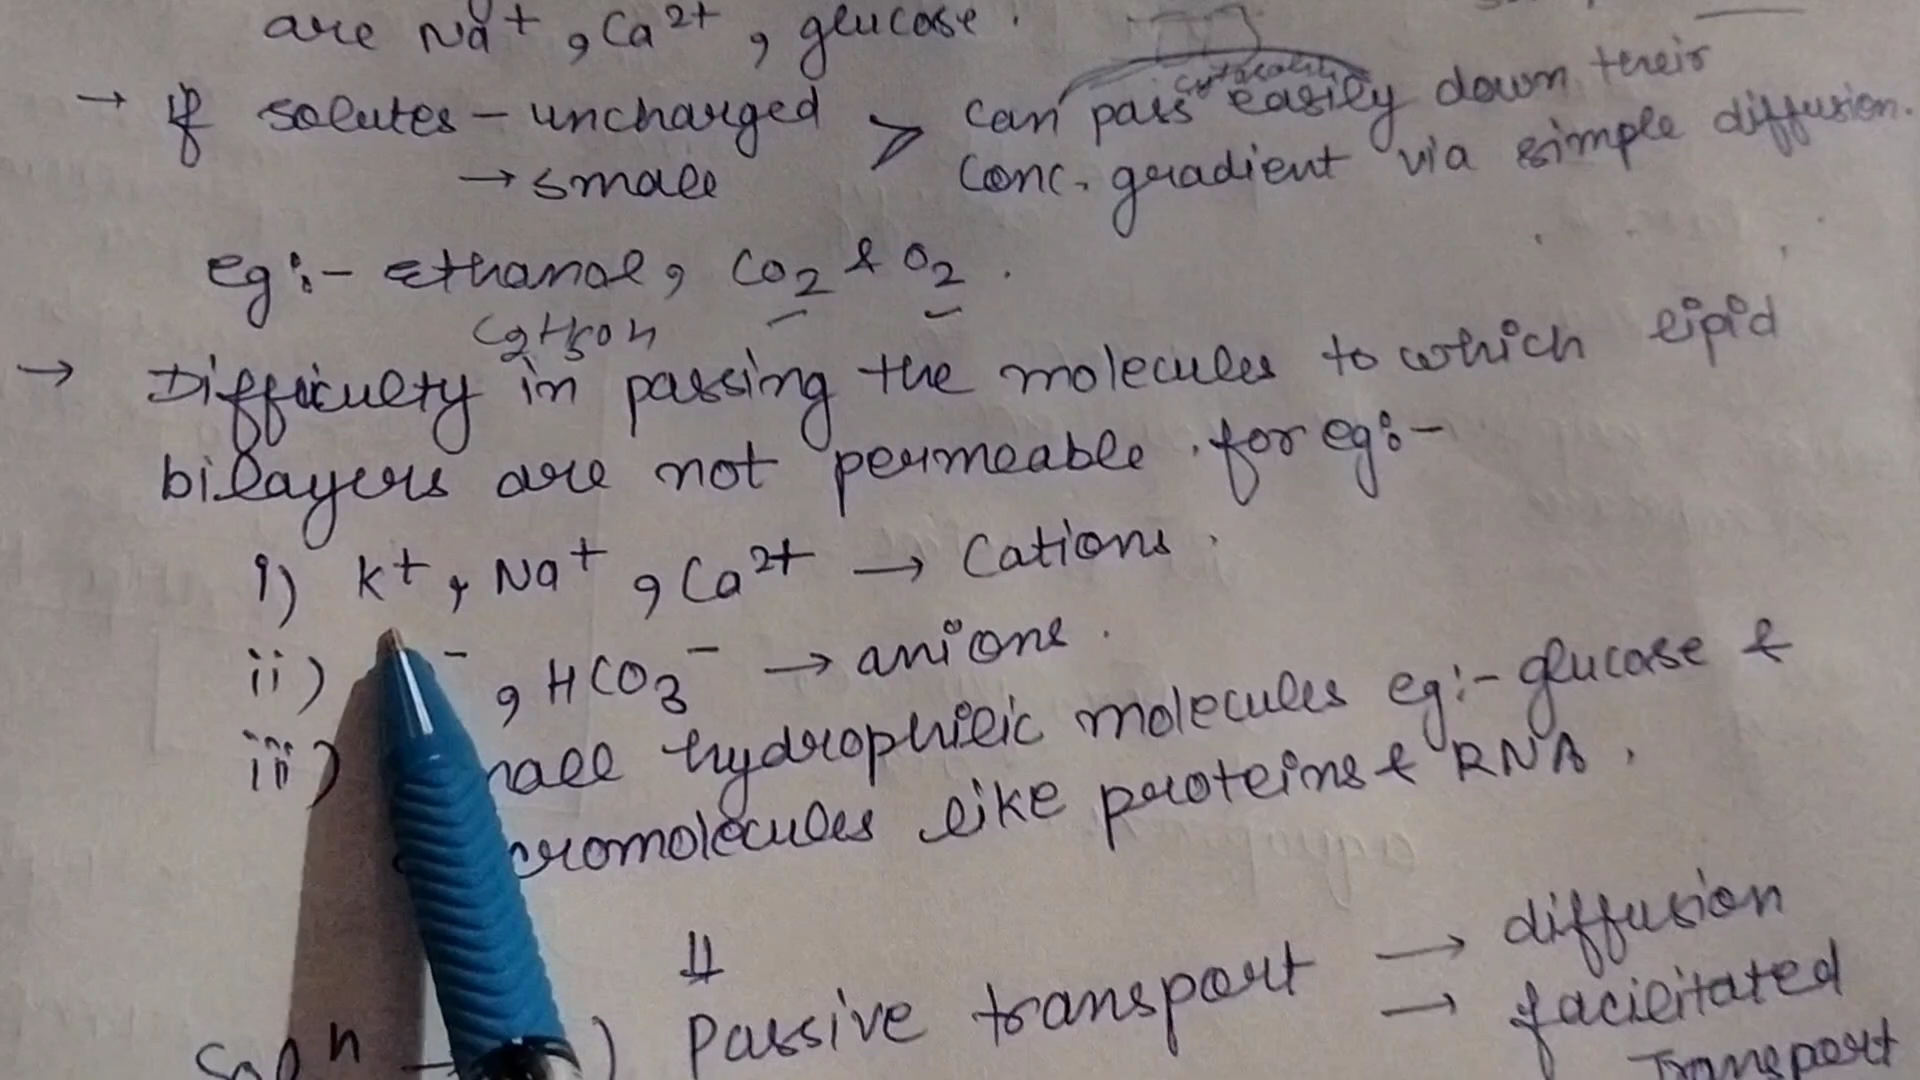 are Na+, Ca2+, glucose.
→ if solutes – uncharged > can pass easily down their
→ small conc. gradient via simple diffusion.
eg:- Ethanol, CO2 & O2.
C2H5OH
→ Difficulty in passing the molecules to which lipid
bilayers are not permeable. for eg:-
i) K+, Na+, Ca2+ → Cations.
ii) -, HCO3- → anions.
iii) hydrophilic molecules eg:- glucose &
like proteins & RNA.
⇓
Passive transport → diffusion
→ facilitated
Transport